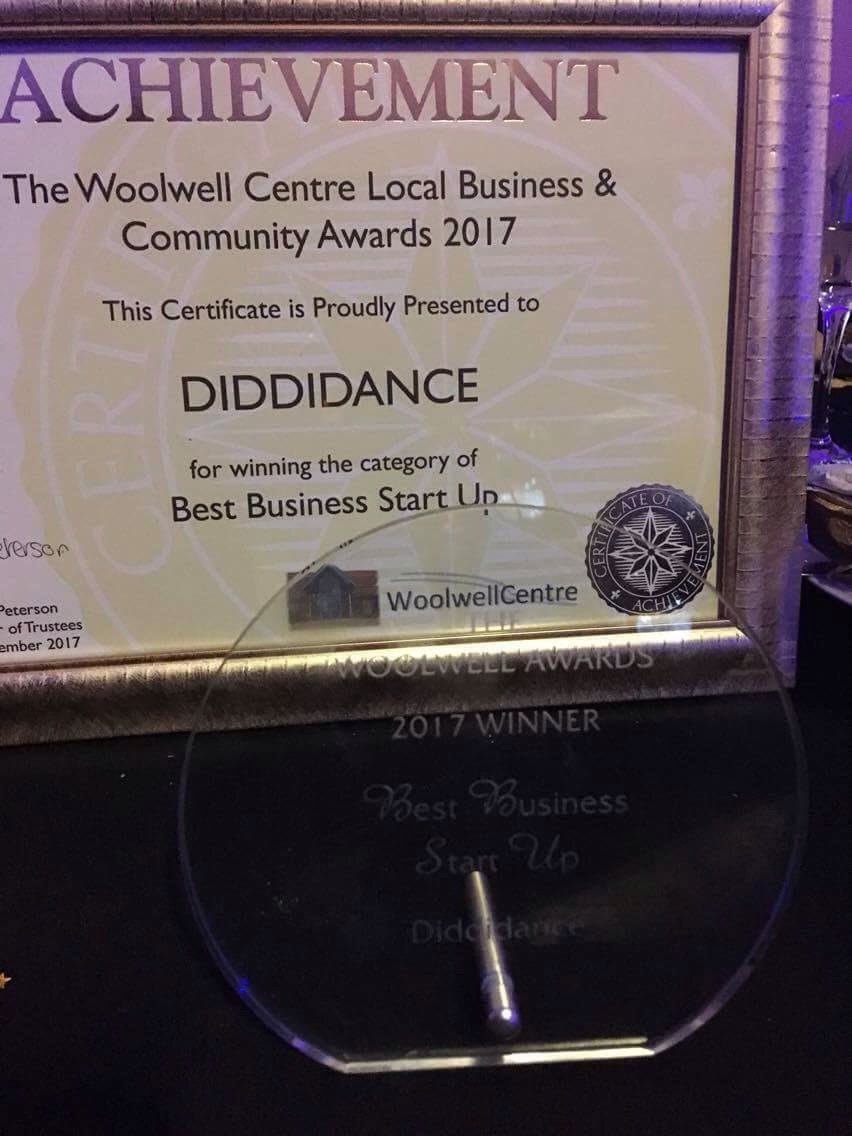 ACHIEVEMENT
The Woolwell Centre Local Business &
Community Awards 2017
This Certificate is Proudly Presented to
DIDDIDANCE
for winning the category of
Best Business Start Up
Peterson
of Trustees
ember 2017
WoolwellCentre
CERTIFICATE OF
ACHIEVEMENT
THE
WOOLWELL AWARDS
2017 WINNER
Best Business
Start Up
Diddidance